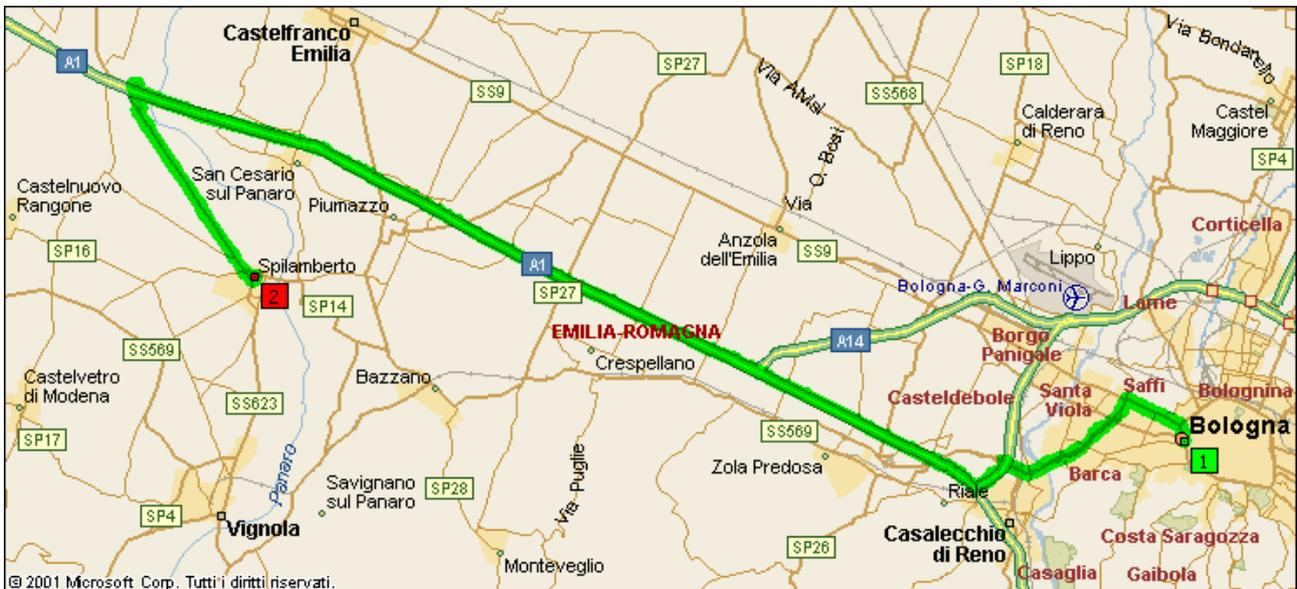 Castelfranco
Emilia
Via Bondanello
A1
SP27
SP18
Via Alvisi
SS9
SS568
Calderara
di Reno
Castel
Maggiore
O. Bosi
SP4
San Cesario
sul Panaro
Castelnuovo
Rangone
Piumazzo
Via
Corticella
SP16
Anzola
dell'Emilia
SS9
Lippo
Spilamberto
A1
2
SP14
SP27
Bologna-G. Marconi
Lame
EMILIA-ROMAGNA
A14
Borgo
Panigale
SS569
Crespellano
Castelvetro
di Modena
Bazzano
Casteldebole
Santa
Viola
Saffi
Bolognina
SS623
SP17
SS569
Bologna
1
Zola Predosa
Barca
Panaro
Savignano
sul Panaro
SP28
Via Puglie
Riale
SP4
Vignola
Casalecchio
di Reno
Costa Saragozza
SP26
Monteveglio
Casaglia
Gaibola
© 2001 Microsoft Corp. Tutti i diritti riservati.